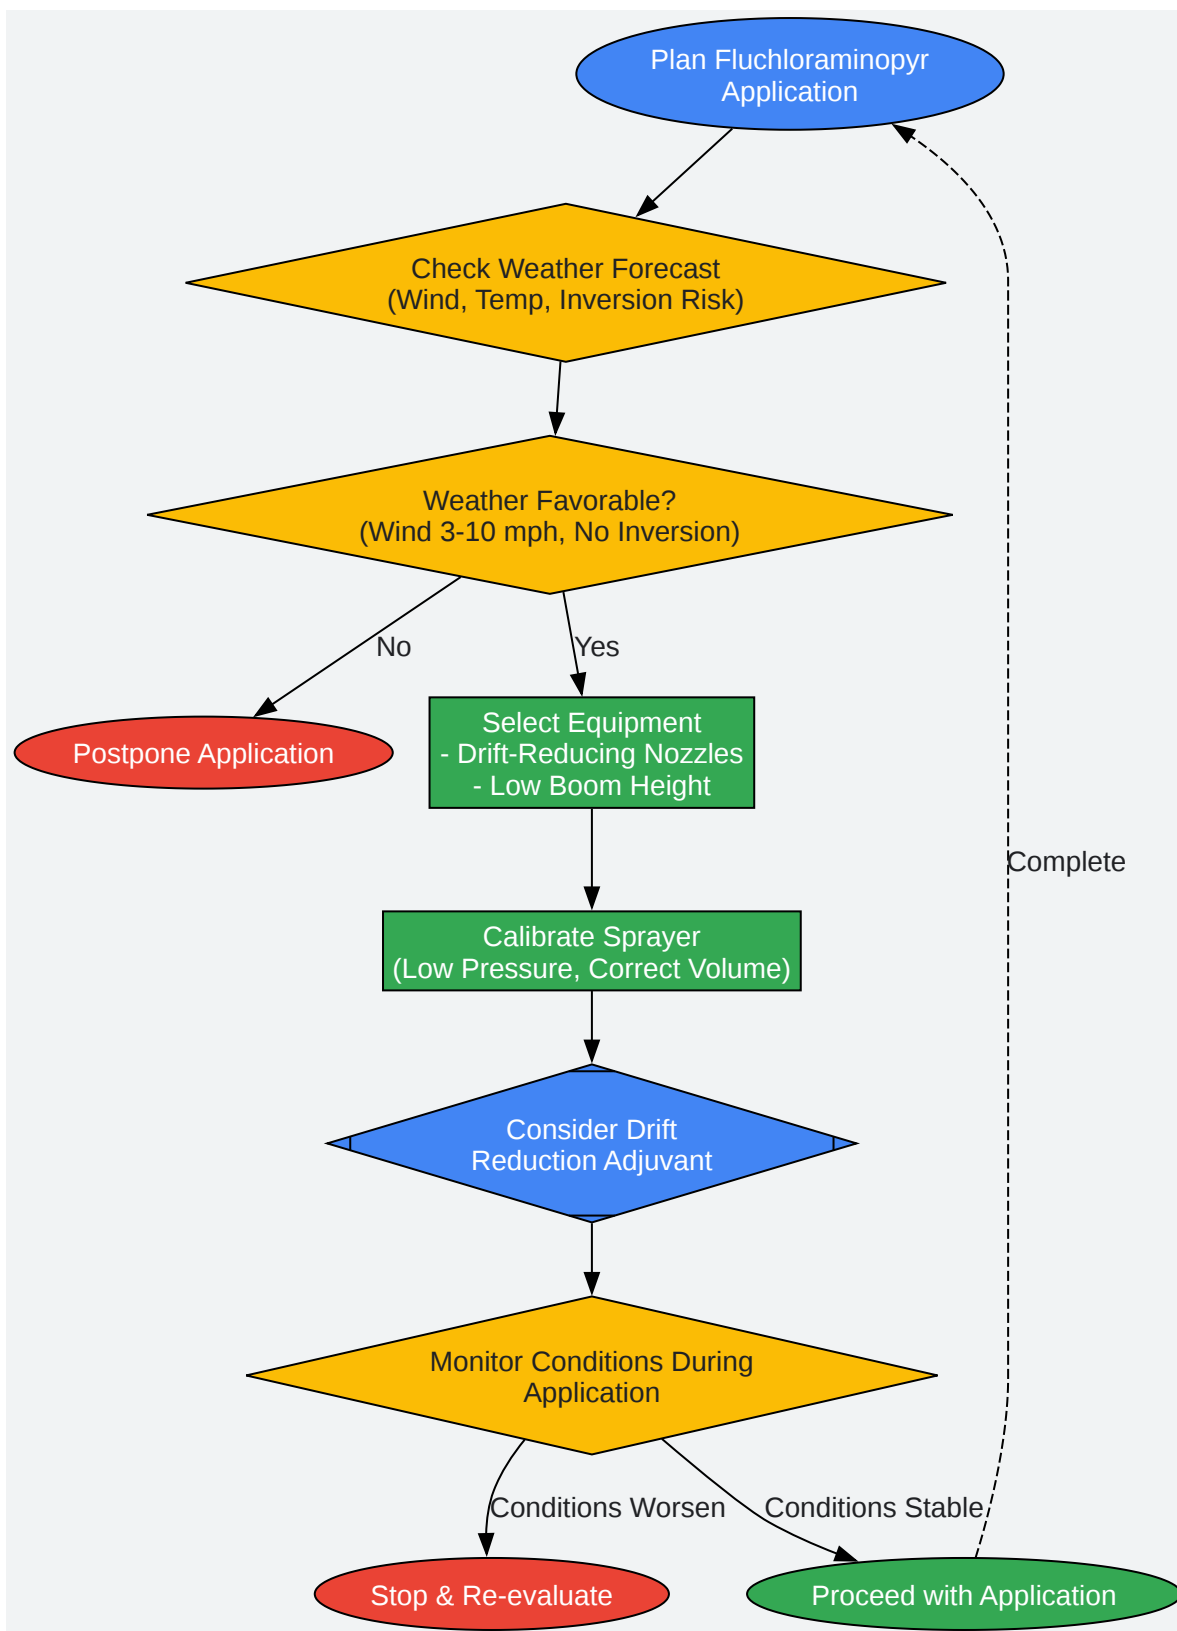 Plan Fluchloraminopyr
Application
Check Weather Forecast
(Wind, Temp, Inversion Risk)
Weather Favorable?
(Wind 3-10 mph, No Inversion)
No
Yes
Postpone Application
Select Equipment
- Drift-Reducing Nozzles
- Low Boom Height
Complete
Calibrate Sprayer
(Low Pressure, Correct Volume)
Consider Drift
Reduction Adjuvant
Monitor Conditions During
Application
Conditions Worsen
Conditions Stable
Stop & Re-evaluate
Proceed with Application